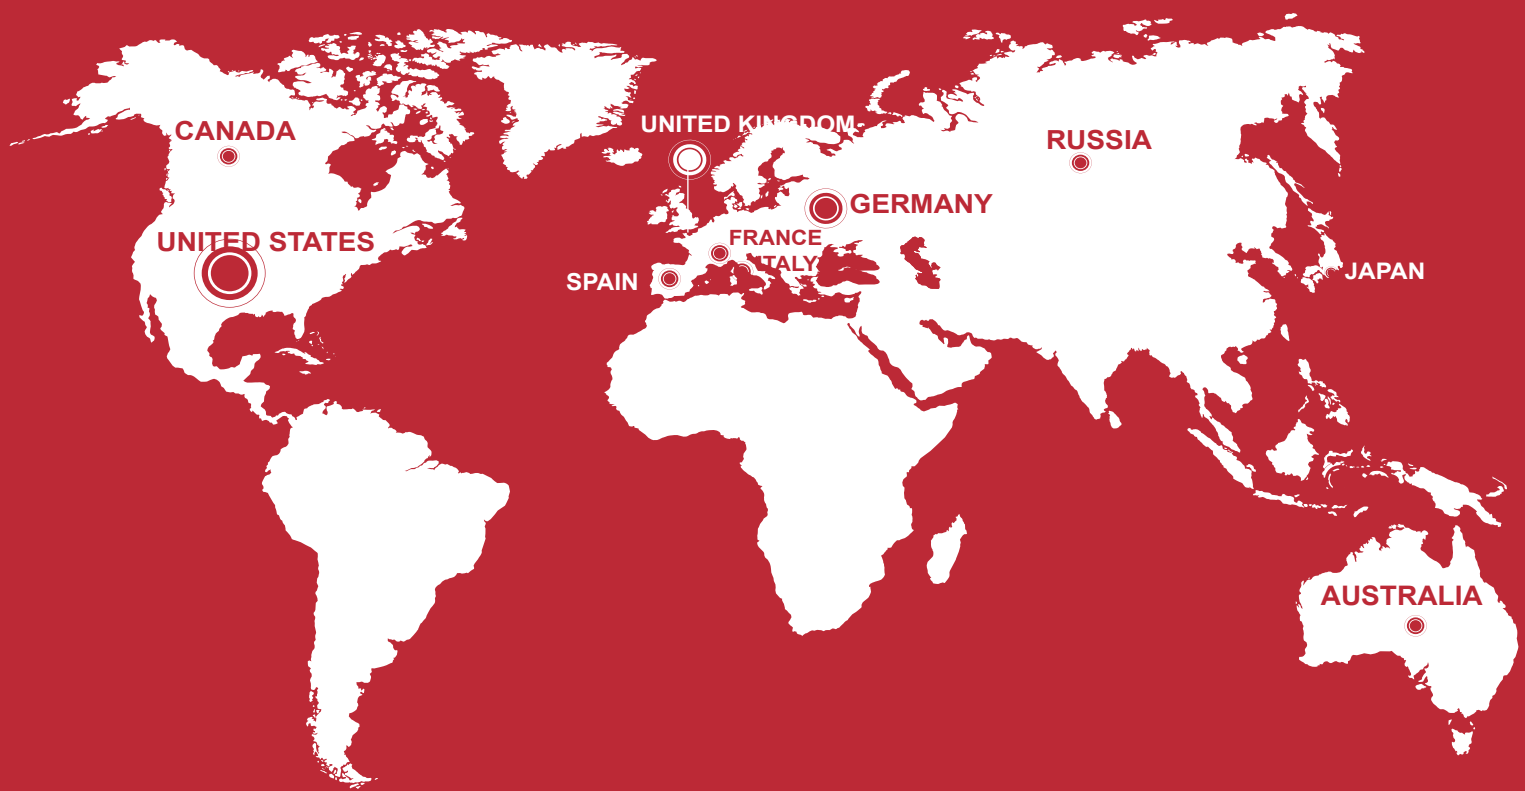 UNITED KINGDOM
CANADA
RUSSIA
GERMANY
FRANCE
UNITED STATES
ITALY
JAPAN
SPAIN
AUSTRALIA